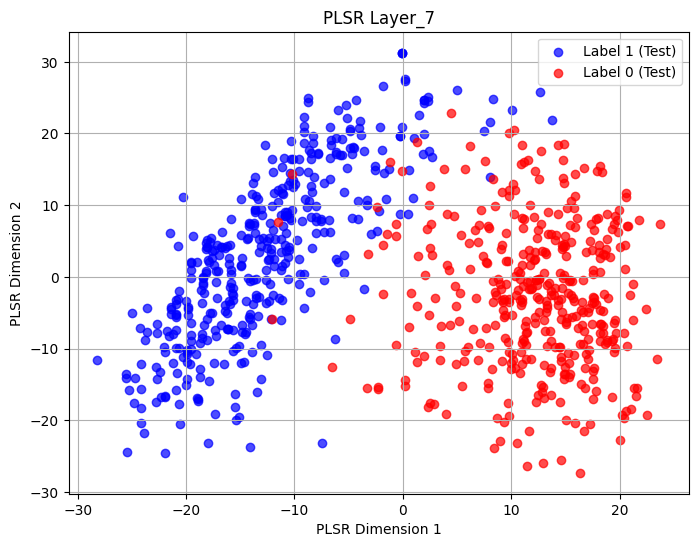 PLSR Layer_7
Label 1 (Test)
Label 0 (Test)
30
20
10
0
−10
−20
−30
PLSR Dimension 2
−30 −20 −10 0 10 20
PLSR Dimension 1